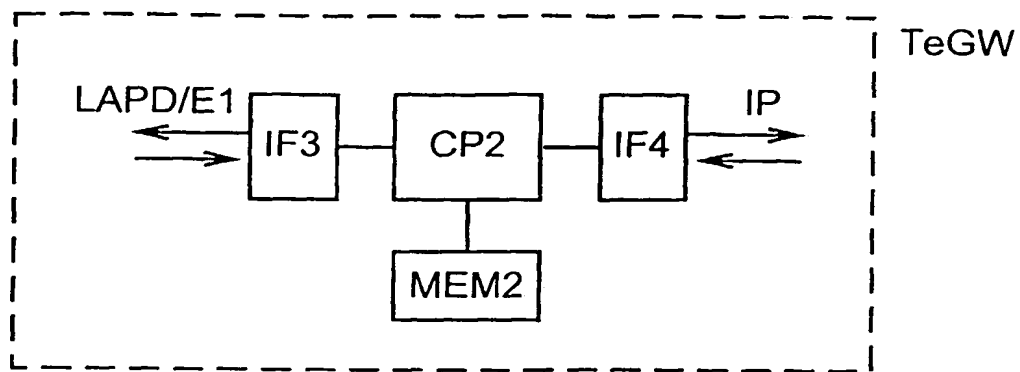 TeGW
LAPD/E1
IF3
CP2
IF4
IP
MEM2